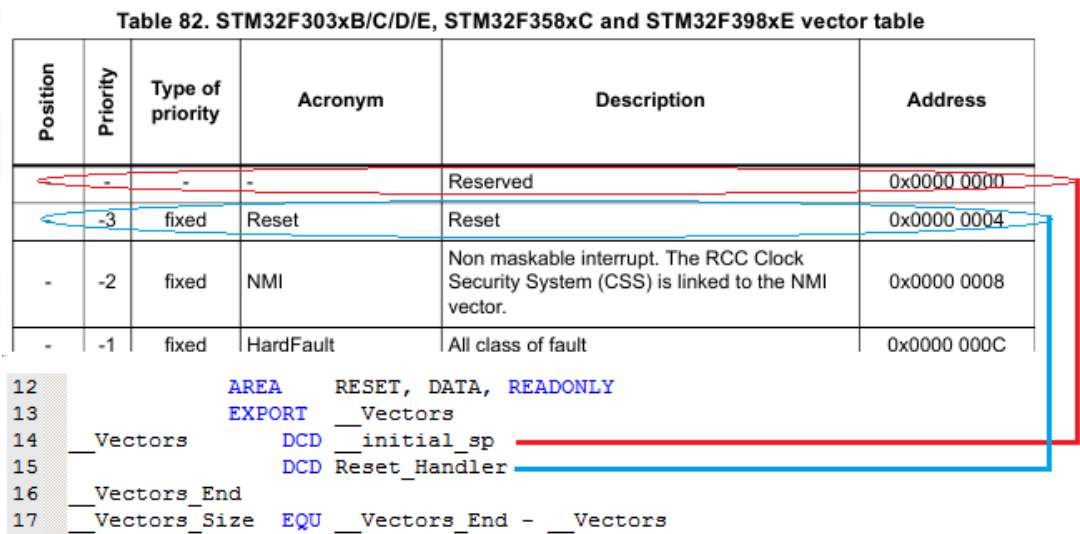 Table 82. STM32F303xB/C/D/E, STM32F358xC and STM32F398xE vector table
Position Priority Type of priority Acronym Description Address
- - - - Reserved 0x0000 0000
- -3 fixed Reset Reset 0x0000 0004
- -2 fixed NMI Non maskable interrupt. The RCC Clock Security System (CSS) is linked to the NMI vector. 0x0000 0008
- -1 fixed HardFault All class of fault 0x0000 000C
12 AREA RESET, DATA, READONLY
13 EXPORT __Vectors
14 __Vectors DCD __initial_sp
15 DCD Reset_Handler
16 __Vectors_End
17 __Vectors_Size EQU __Vectors_End - __Vectors